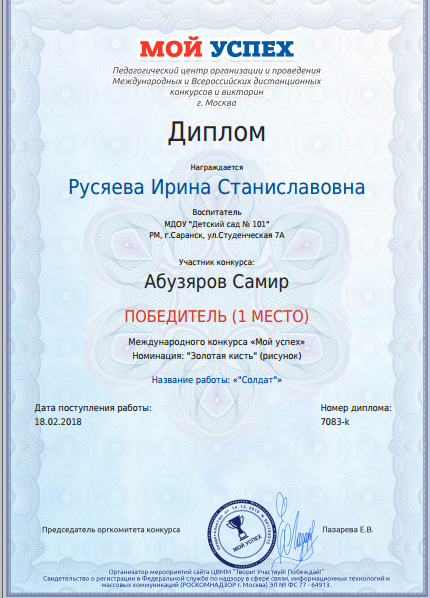 МОЙ УСПЕХ
Педагогический центр организации и проведения
Международных и Всероссийских дистанционных
конкурсов и викторин
г. Москва
Диплом
Награждается
Русяева Ирина Станиславовна
Воспитатель
МДОУ "Детский сад № 101"
РМ, г.Саранск, ул.Студенческая 7А
Участник конкурса:
Абузяров Самир
ПОБЕДИТЕЛЬ (1 МЕСТО)
Международного конкурса «Мой успех»
Номинация: "Золотая кисть" (рисунок)
Название работы: «"Солдат"»
Дата поступления работы:
18.02.2018
Номер диплома:
7083-k
Председатель оргкомитета конкурса
МОЙ УСПЕХ
Лазарева Е.В.
Организатор мероприятий сайта ЦВММ "Твори! Участвуй! Побеждай!"
Свидетельство о регистрации в Федеральной службе по надзору в сфере связи, информационных технологий и
массовых коммуникаций (РОСКОМНАДЗОР г. Москва) ЭЛ № ФС 77 - 64913.